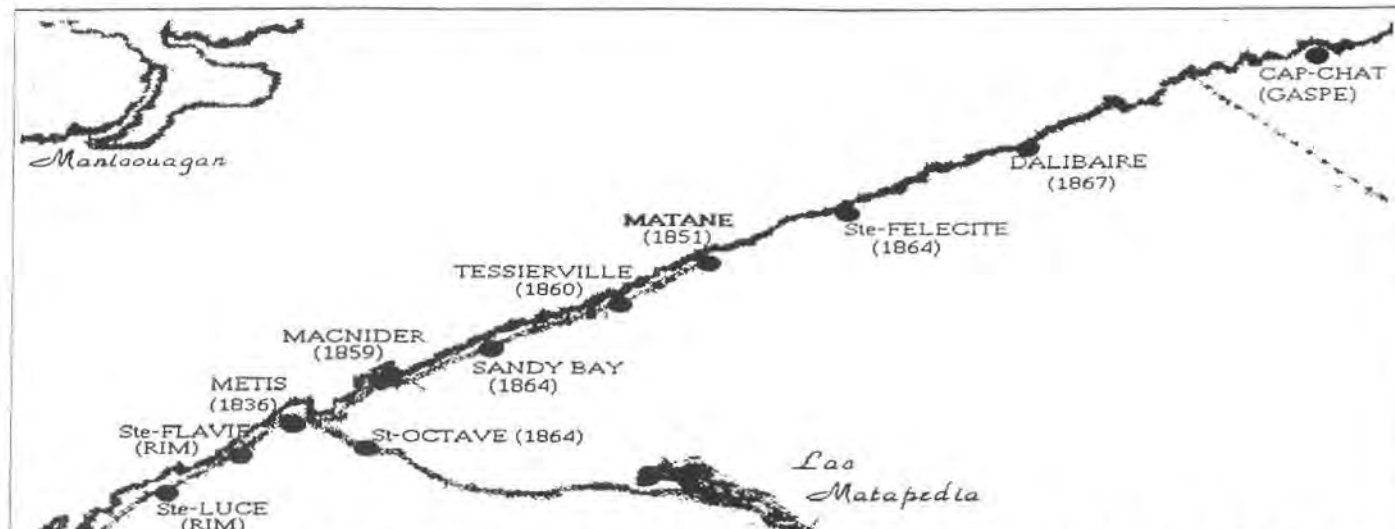 CAP-CHAT
(GASPE)
Manicouagan
DALIBAIRE
(1867)
MATANE
(1851)
Ste-FELECITE
(1864)
TESSIERVILLE
(1860)
MACNIDER
(1859)
SANDY BAY
(1864)
METIS
(1836)
Ste-FLAVIE
(RIM)
St-OCTAVE (1864)
Lac
Matapedia
Ste-LUCE
(RIM)